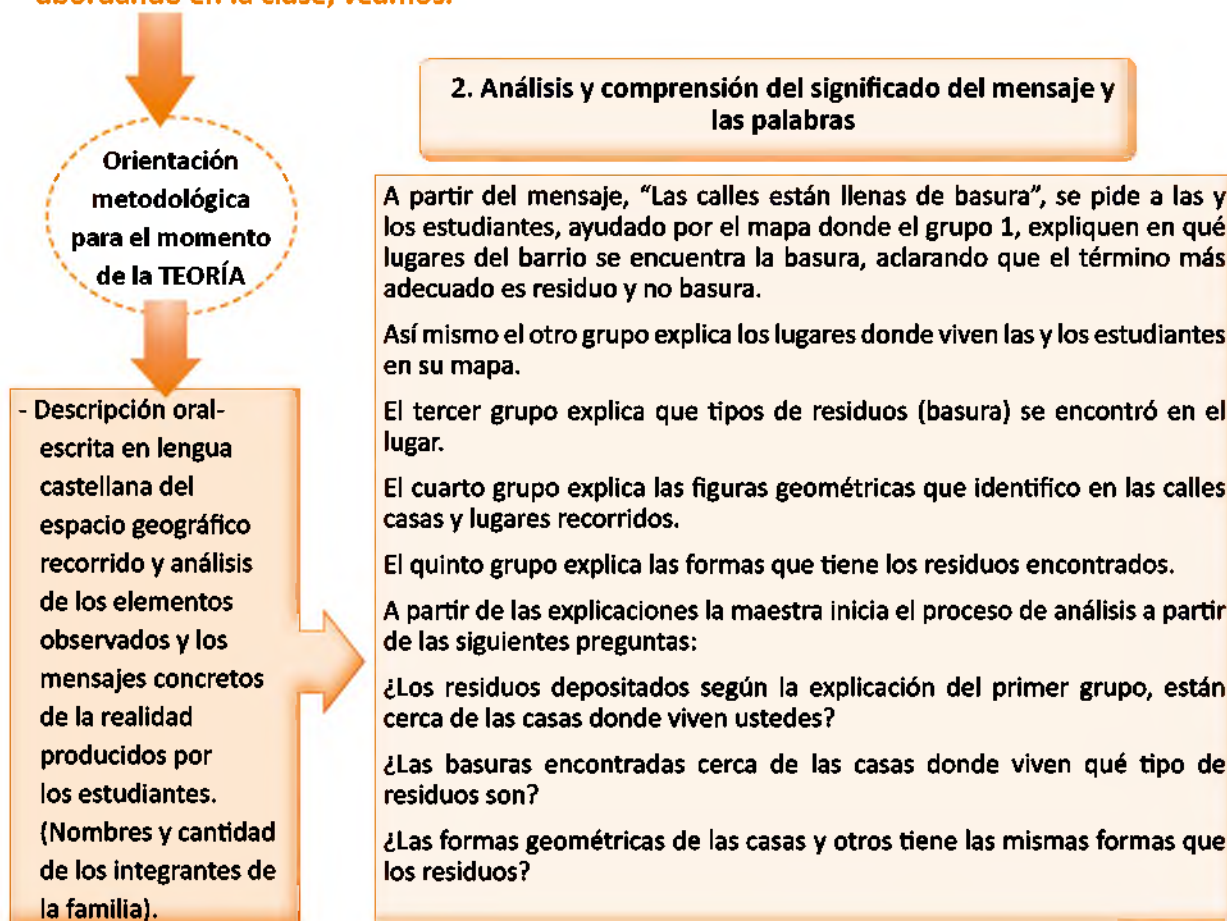 abordando en la clase, veamos:
Orientación
metodológica
para el momento
de la TEORÍA
- Descripción oral-
escrita en lengua
castellana del
espacio geográfico
recorrido y análisis
de los elementos
observados y los
mensajes concretos
de la realidad
producidos por
los estudiantes.
(Nombres y cantidad
de los integrantes de
la familia).
2. Análisis y comprensión del significado del mensaje y
las palabras
A partir del mensaje, “Las calles están llenas de basura”, se pide a las y
los estudiantes, ayudado por el mapa donde el grupo 1, expliquen en qué
lugares del barrio se encuentra la basura, aclarando que el término más
adecuado es residuo y no basura.
Así mismo el otro grupo explica los lugares donde viven las y los estudiantes
en su mapa.
El tercer grupo explica que tipos de residuos (basura) se encontró en el
lugar.
El cuarto grupo explica las figuras geométricas que identifico en las calles
casas y lugares recorridos.
El quinto grupo explica las formas que tiene los residuos encontrados.
A partir de las explicaciones la maestra inicia el proceso de análisis a partir
de las siguientes preguntas:
¿Los residuos depositados según la explicación del primer grupo, están
cerca de las casas donde viven ustedes?
¿Las basuras encontradas cerca de las casas donde viven qué tipo de
residuos son?
¿Las formas geométricas de las casas y otros tiene las mismas formas que
los residuos?